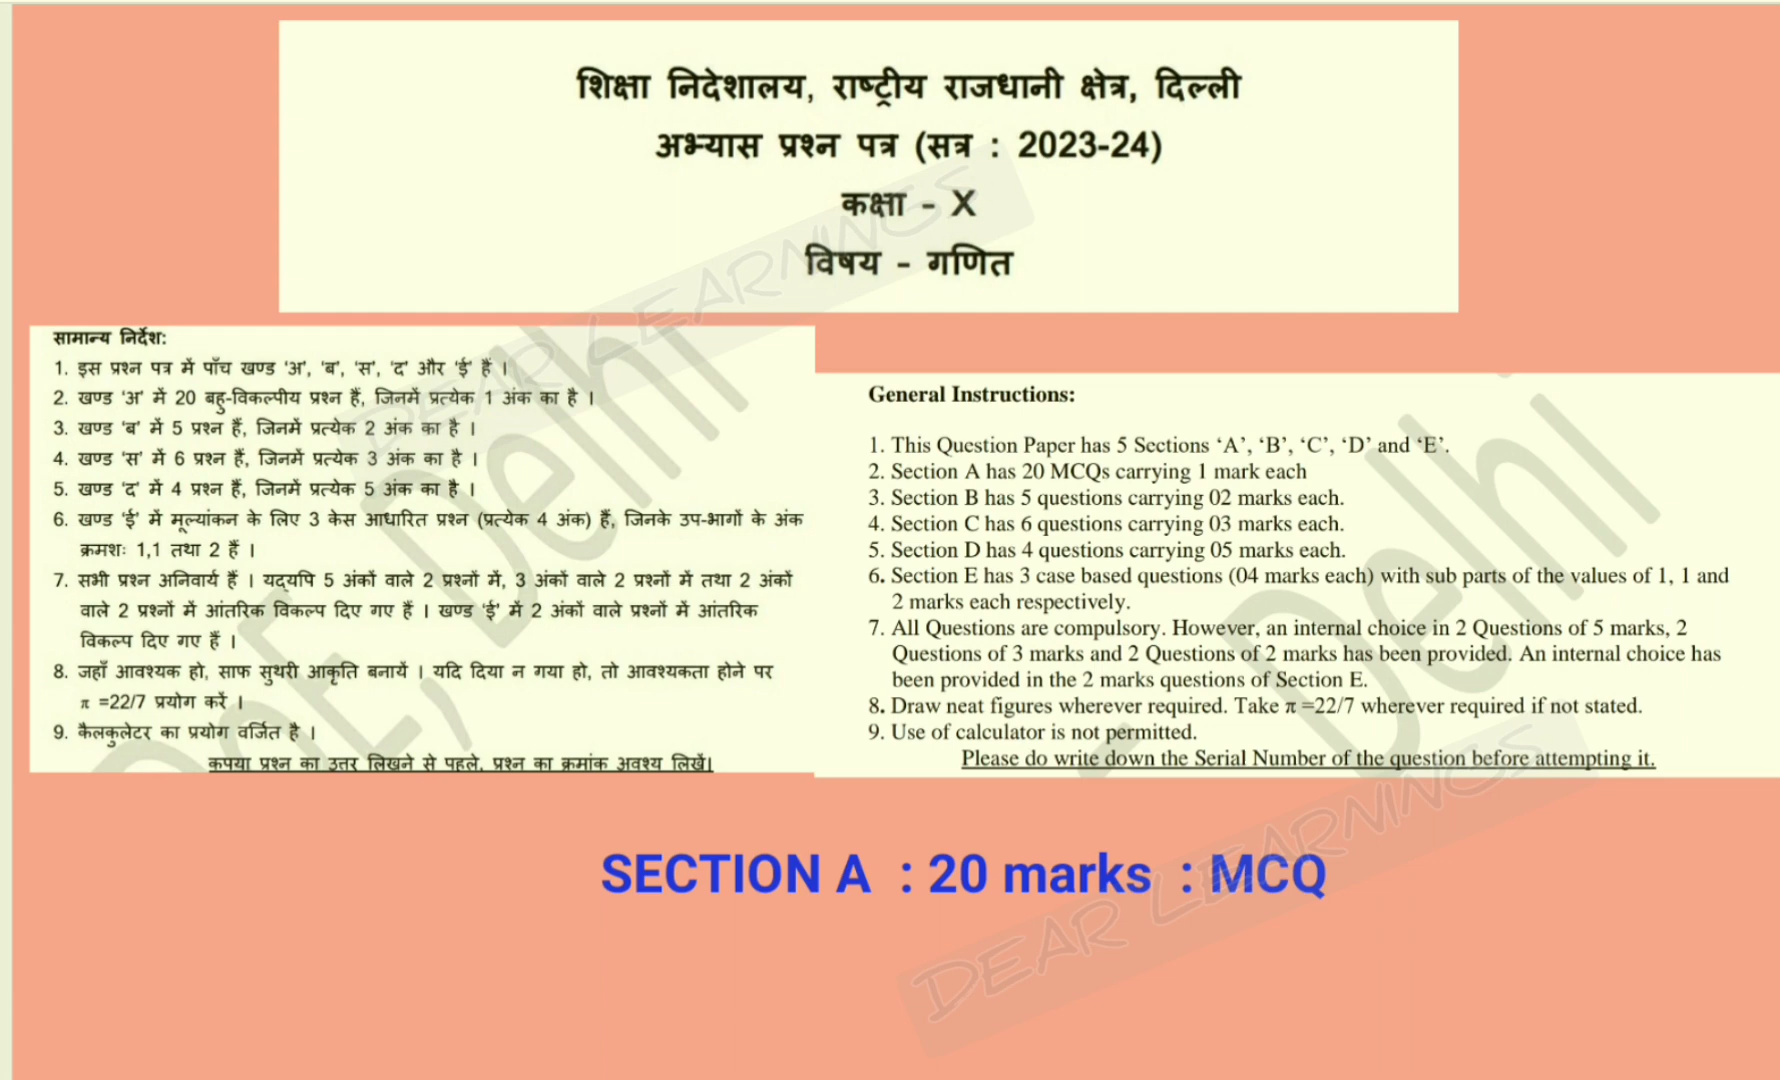 शिक्षा निदेशालय, राष्ट्रीय राजधानी क्षेत्र, दिल्ली
अभ्यास प्रश्न पत्र (सत्र : 2023-24)
कक्षा - X
विषय - गणित
सामान्य निर्देश:
1. इस प्रश्न पत्र में पाँच खण्ड ‘अ’, ‘ब’, ‘स’, ‘द’ और ‘ई’ हैं ।
2. खण्ड ‘अ’ में 20 बहु-विकल्पीय प्रश्न हैं, जिनमें प्रत्येक 1 अंक का है ।
3. खण्ड ‘ब’ में 5 प्रश्न हैं, जिनमें प्रत्येक 2 अंक का है ।
4. खण्ड ‘स’ में 6 प्रश्न हैं, जिनमें प्रत्येक 3 अंक का है ।
5. खण्ड ‘द’ में 4 प्रश्न हैं, जिनमें प्रत्येक 5 अंक का है ।
6. खण्ड ‘ई’ में मूल्यांकन के लिए 3 केस आधारित प्रश्न (प्रत्येक 4 अंक) हैं, जिनके उप-भागों के अंक
क्रमशः 1,1 तथा 2 हैं ।
7. सभी प्रश्न अनिवार्य हैं । यद्यपि 5 अंकों वाले 2 प्रश्नों में, 3 अंकों वाले 2 प्रश्नों में तथा 2 अंकों
वाले 2 प्रश्नों में आंतरिक विकल्प दिए गए हैं । खण्ड ‘ई’ में 2 अंकों वाले प्रश्नों में आंतरिक
विकल्प दिए गए हैं ।
8. जहाँ आवश्यक हो, साफ सुथरी आकृति बनायें । यदि दिया न गया हो, तो आवश्यकता होने पर
π =22/7 प्रयोग करें ।
9. कैलकुलेटर का प्रयोग वर्जित है ।
कृपया प्रश्न का उत्तर लिखने से पहले, प्रश्न का क्रमांक अवश्य लिखें|
General Instructions:
1. This Question Paper has 5 Sections ‘A’, ‘B’, ‘C’, ‘D’ and ‘E’.
2. Section A has 20 MCQs carrying 1 mark each
3. Section B has 5 questions carrying 02 marks each.
4. Section C has 6 questions carrying 03 marks each.
5. Section D has 4 questions carrying 05 marks each.
6. Section E has 3 case based questions (04 marks each) with sub parts of the values of 1, 1 and
2 marks each respectively.
7. All Questions are compulsory. However, an internal choice in 2 Questions of 5 marks, 2
Questions of 3 marks and 2 Questions of 2 marks has been provided. An internal choice has
been provided in the 2 marks questions of Section E.
8. Draw neat figures wherever required. Take π =22/7 wherever required if not stated.
9. Use of calculator is not permitted.
Please do write down the Serial Number of the question before attempting it.
SECTION A : 20 marks : MCQ
DEAR LEARNINGS
DEAR LEARNINGS
DoE, Delhi
Delhi